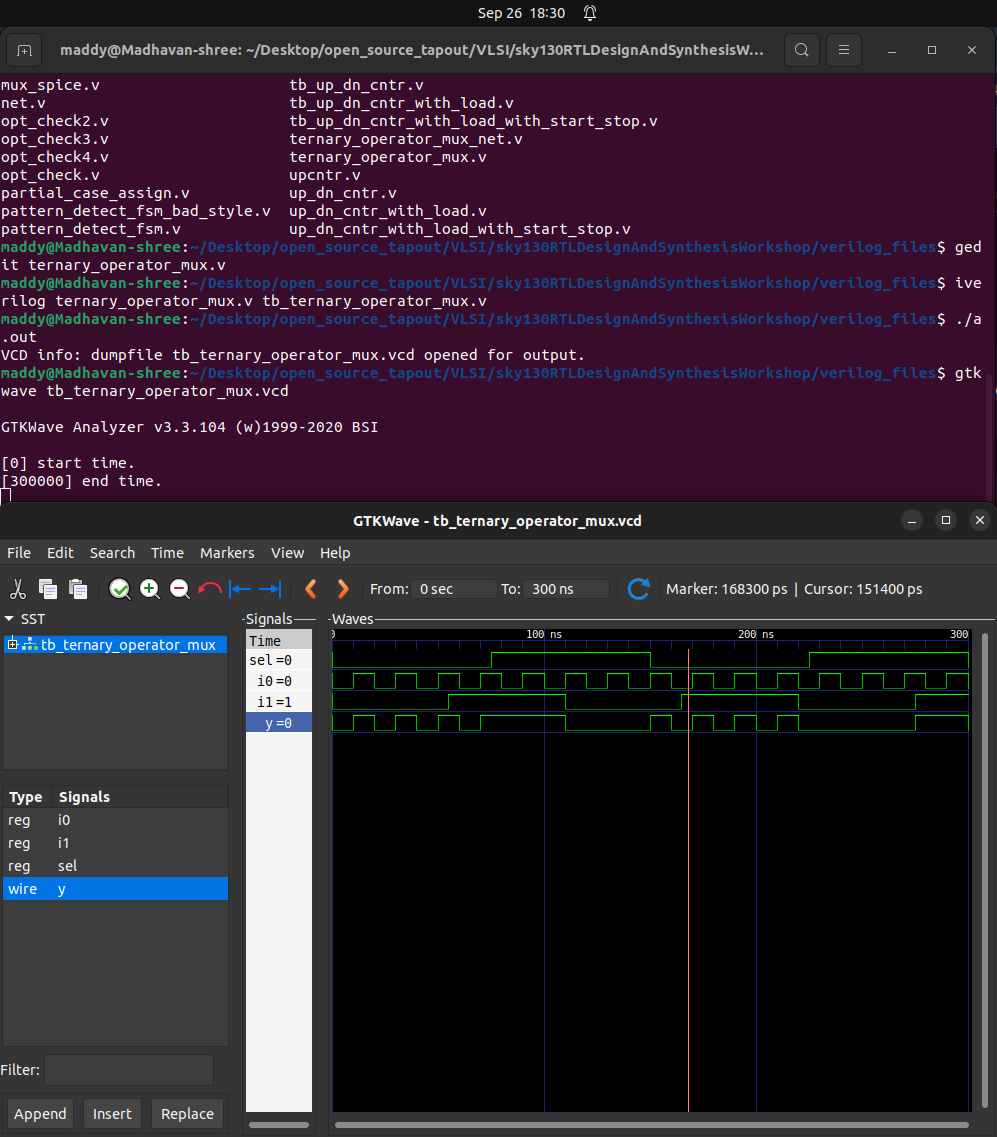 Sep 26 18:30
maddy@Madhavan-shree: ~/Desktop/open_source_tapout/VLSI/sky130RTLDesignAndSynthesisW...
mux_spice.v tb_up_dn_cntr.v
net.v tb_up_dn_cntr_with_load.v
opt_check2.v tb_up_dn_cntr_with_load_with_start_stop.v
opt_check3.v ternary_operator_mux_net.v
opt_check4.v ternary_operator_mux.v
opt_check.v upcntr.v
partial_case_assign.v up_dn_cntr.v
pattern_detect_fsm_bad_style.v up_dn_cntr_with_load.v
pattern_detect_fsm.v up_dn_cntr_with_load_with_start_stop.v
maddy@Madhavan-shree:~/Desktop/open_source_tapout/VLSI/sky130RTLDesignAndSynthesisWorkshop/verilog_files$ ged
it ternary_operator_mux.v
maddy@Madhavan-shree:~/Desktop/open_source_tapout/VLSI/sky130RTLDesignAndSynthesisWorkshop/verilog_files$ ive
rilog ternary_operator_mux.v tb_ternary_operator_mux.v
maddy@Madhavan-shree:~/Desktop/open_source_tapout/VLSI/sky130RTLDesignAndSynthesisWorkshop/verilog_files$ ./a
.out
VCD info: dumpfile tb_ternary_operator_mux.vcd opened for output.
maddy@Madhavan-shree:~/Desktop/open_source_tapout/VLSI/sky130RTLDesignAndSynthesisWorkshop/verilog_files$ gtk
wave tb_ternary_operator_mux.vcd
GTKWave Analyzer v3.3.104 (w)1999-2020 BSI
[0] start time.
[300000] end time.
GTKWave - tb_ternary_operator_mux.vcd
File Edit Search Time Markers View Help
From: 0 sec To: 300 ns Marker: 168300 ps | Cursor: 151400 ps
SST
tb_ternary_operator_mux
Type Signals
reg i0
reg i1
reg sel
wire y
Filter:
Append Insert Replace
Signals
Time
sel=0
i0=0
i1=1
y=0
Waves
0 100 ns 200 ns 300